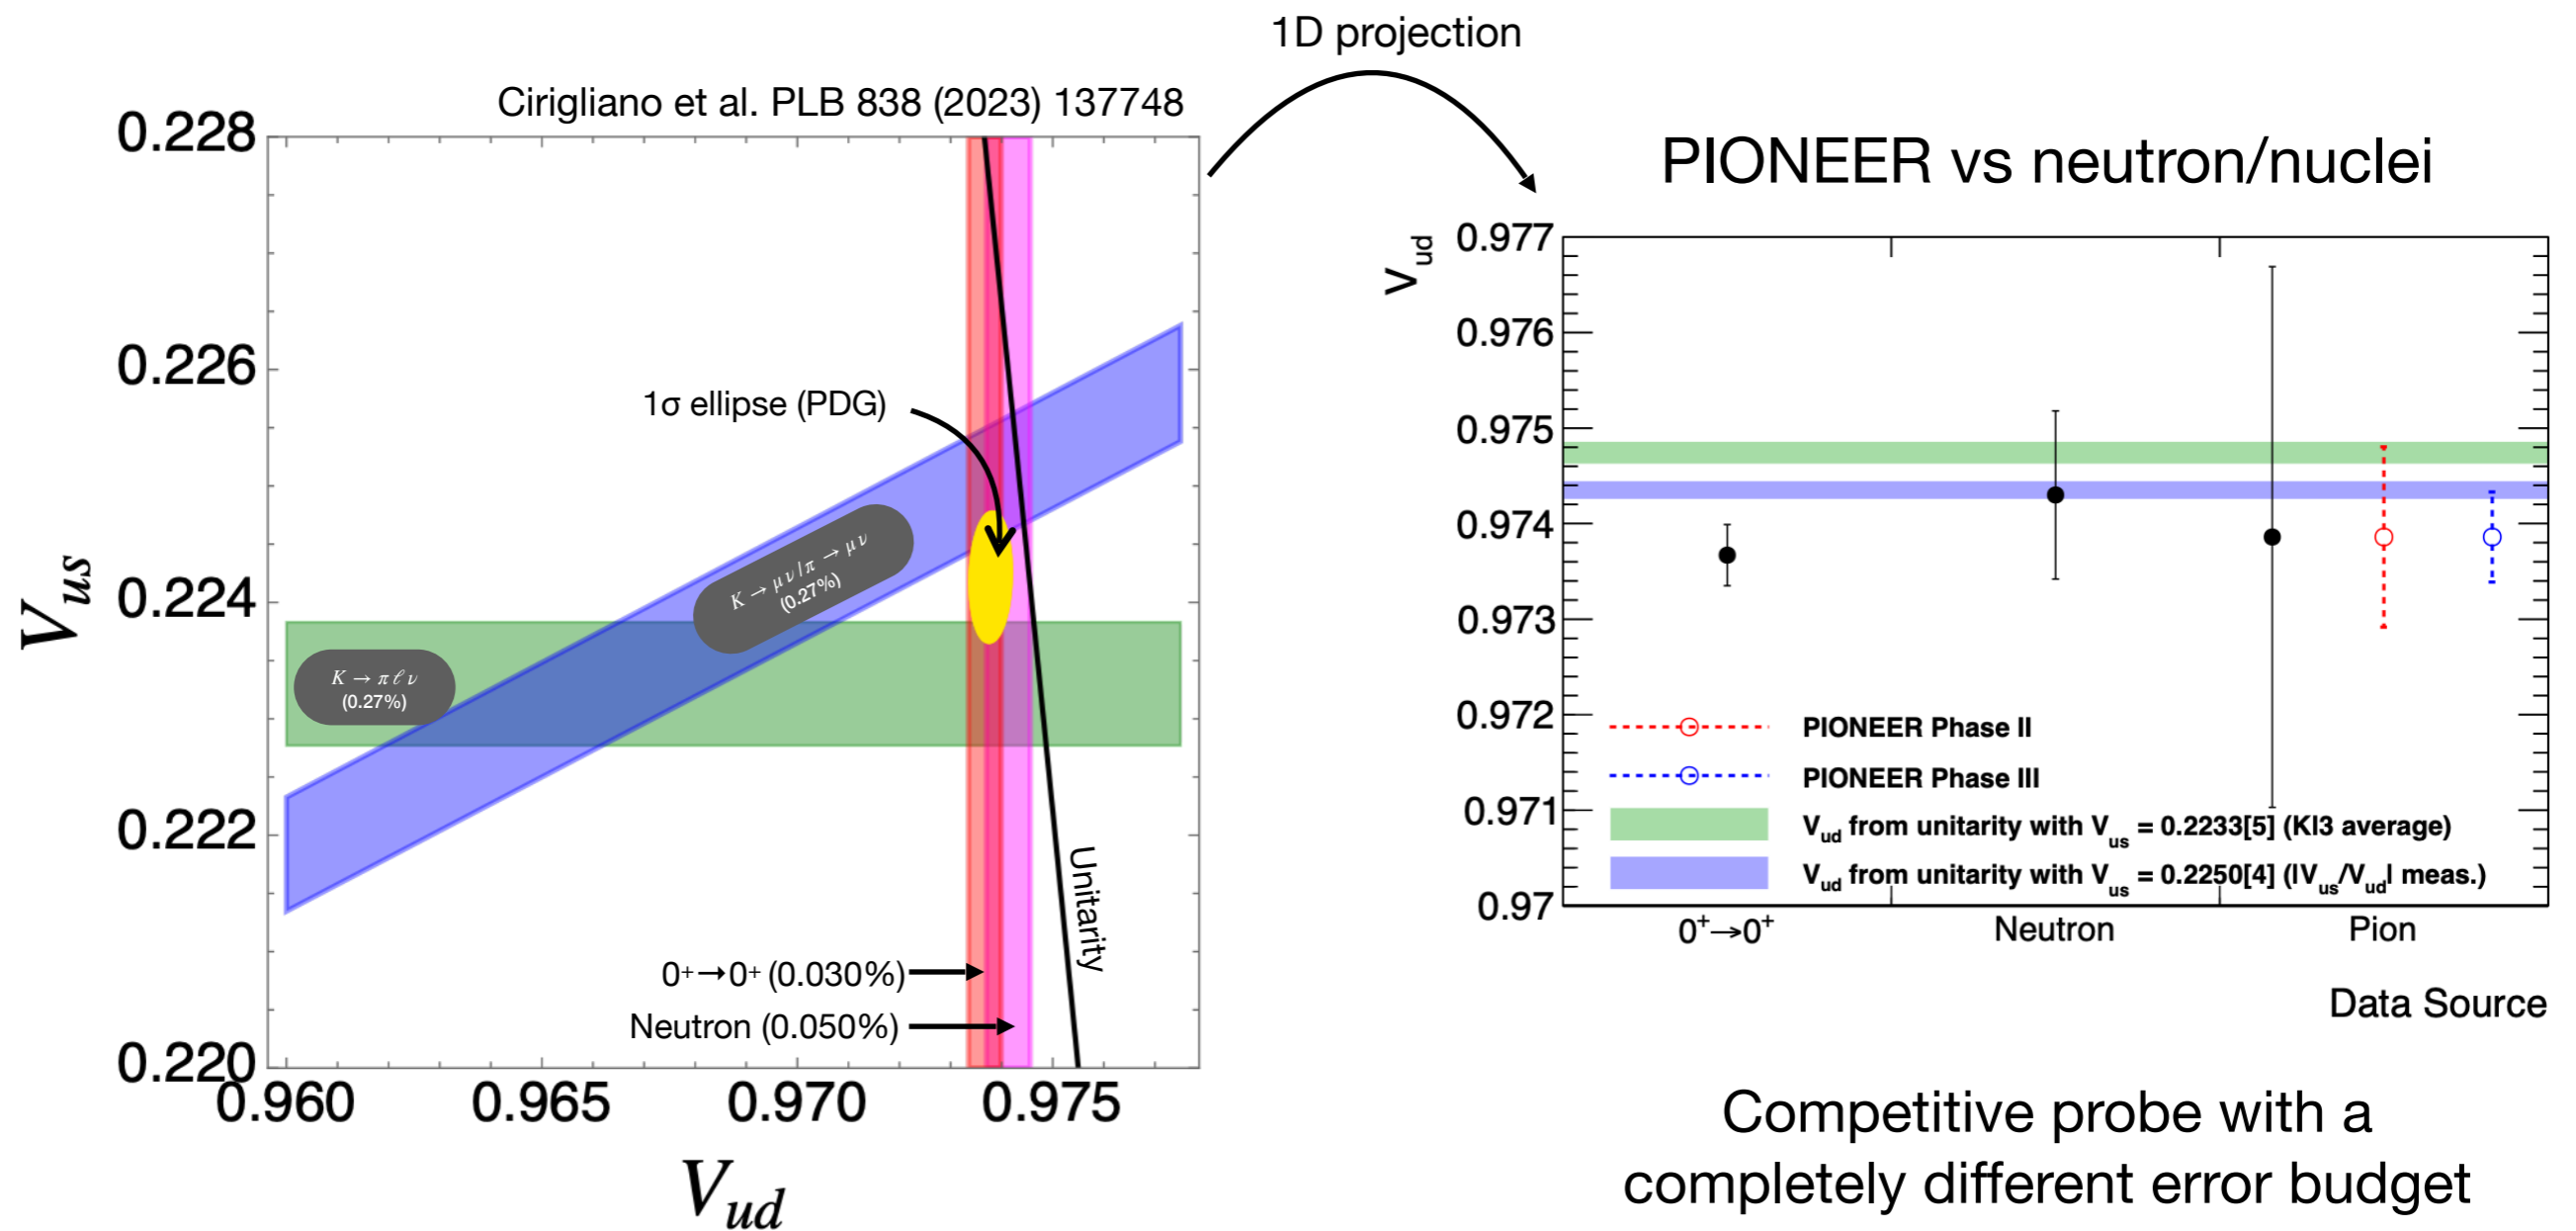 1D projection
Cirigliano et al. PLB 838 (2023) 137748
PIONEER vs neutron/nuclei
0.228
0.226
0.224
0.222
0.220
V_us
1σ ellipse (PDG)
K → μ ν / π → μ ν
(0.27%)
K → π ℓ ν
(0.27%)
Unitarity
0⁺→0⁺ (0.030%)
Neutron (0.050%)
0.960 0.965 0.970 0.975
V_ud
V_ud
0.977
0.976
0.975
0.974
0.973
0.972
0.971
0.97
PIONEER Phase II
PIONEER Phase III
V_ud from unitarity with V_us = 0.2233[5] (Kl3 average)
V_ud from unitarity with V_us = 0.2250[4] (|V_us/V_ud| meas.)
0⁺→0⁺ Neutron Pion
Data Source
Competitive probe with a
completely different error budget